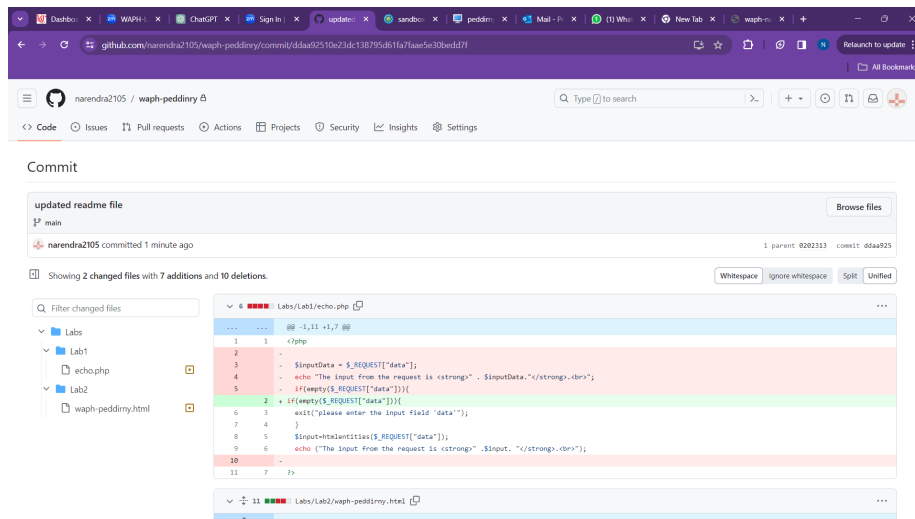 Dashboa
WAPH-L
ChatGPT
Sign In |
updated
sandbox
peddirn
Mail - P
(1) What
New Tab
waph-n
github.com/narendra2105/waph-peddinry/commit/ddaa92510e23dc138795d61fa7faae5e30bedd7f
N
Relaunch to update
All Bookmark
narendra2105 / waph-peddinry
Type / to search
Code Issues Pull requests Actions Projects Security Insights Settings
Commit
updated readme file
Browse files
main
narendra2105 committed 1 minute ago
1 parent 0202313 commit ddaa925
Showing 2 changed files with 7 additions and 10 deletions.
Whitespace Ignore whitespace Split Unified
Filter changed files
Labs
Lab1
echo.php
Lab2
waph-peddirny.html
6 Labs/Lab1/echo.php
... ... @@ -1,11 +1,7 @@
1 1 <?php
2 -
3 - $inputData = $_REQUEST["data"];
4 - echo "The input from the request is <strong>" . $inputData."</strong>.<br>";
5 - if(empty($_REQUEST["data"])){
2 + if(empty($_REQUEST["data"])){
6 3 exit("please enter the input field 'data'");
7 4 }
8 5 $input=htmlentities($_REQUEST["data"]);
9 6 echo ("The input from the request is <strong>" .$input. "</strong>.<br>");
10 -
11 7 ?>
11 Labs/Lab2/waph-peddirny.html